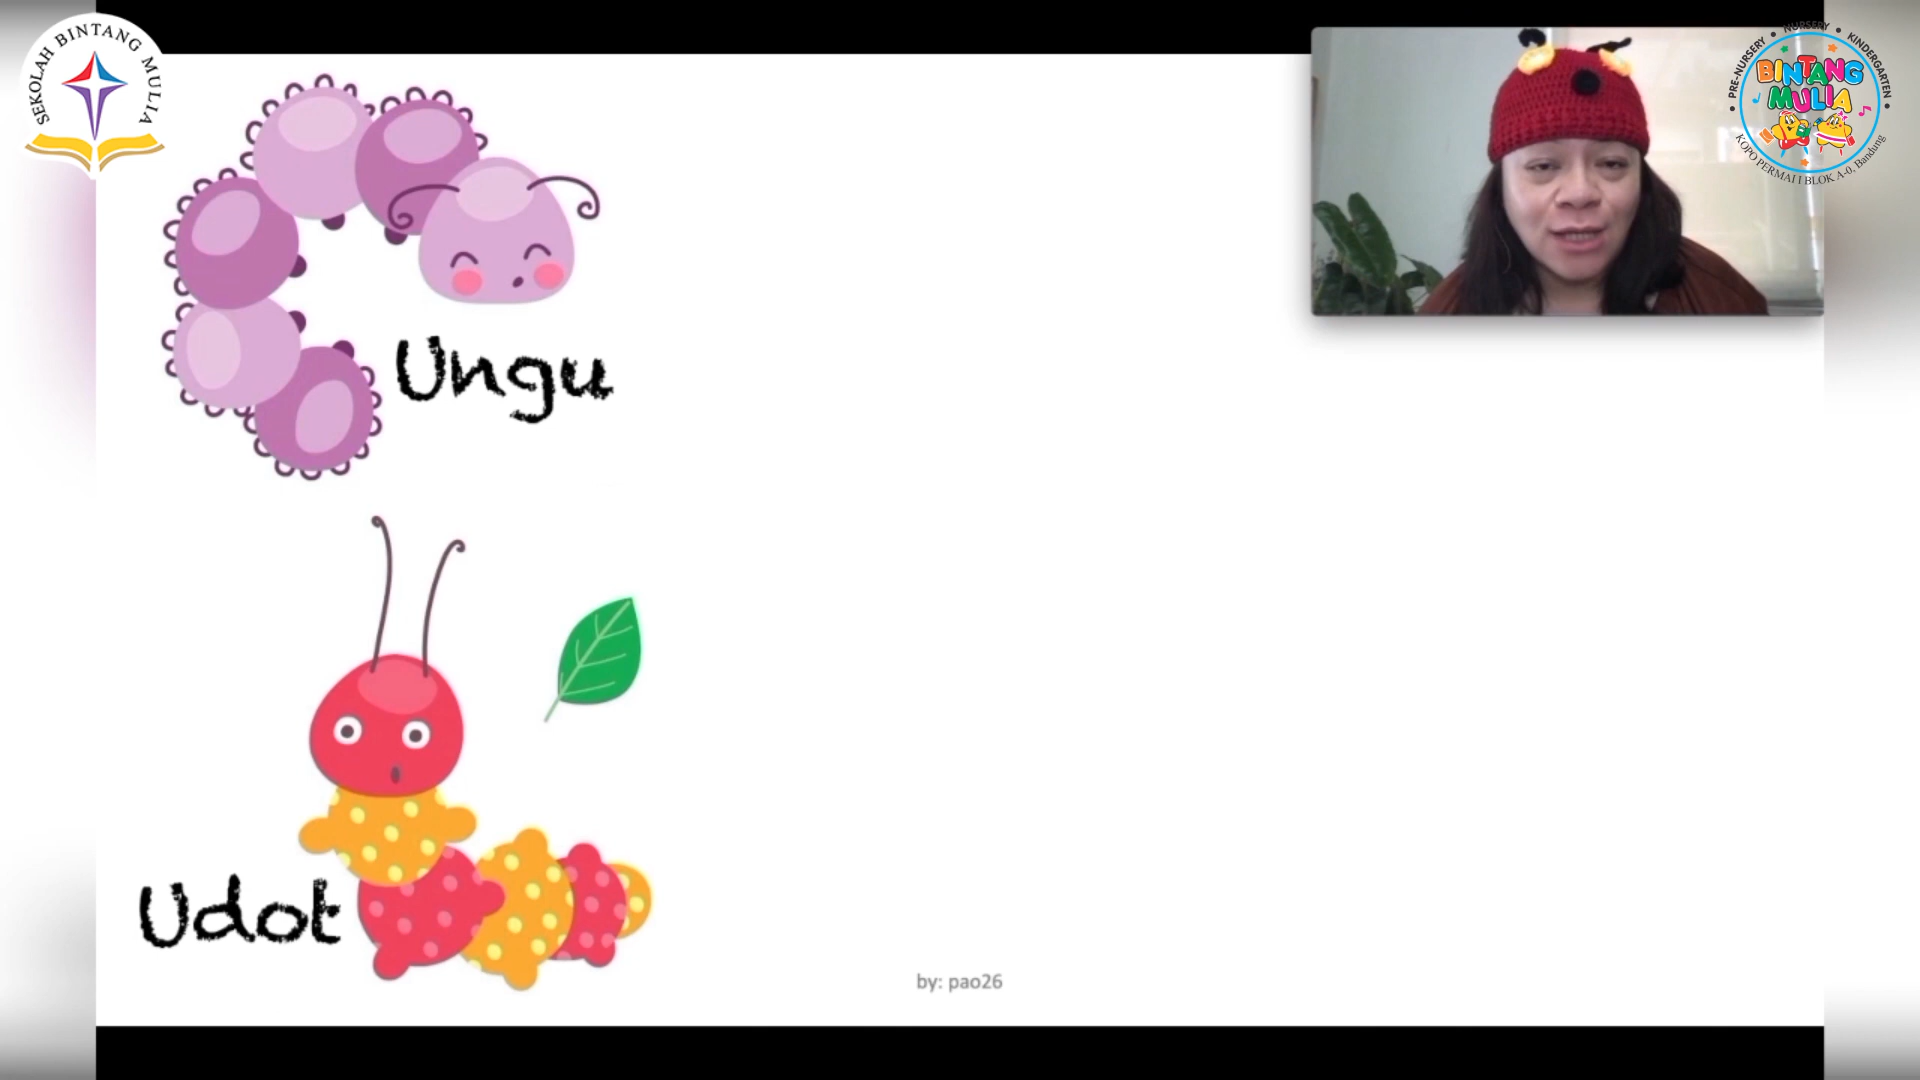 SEKOLAH BINTANG MULIA
PRE-NURSERY • NURSERY • KINDERGARTEN
BINTANG
MULIA
KOPO PERMAI I BLOK A-0, Bandung
Ungu
Udot
by: pao26